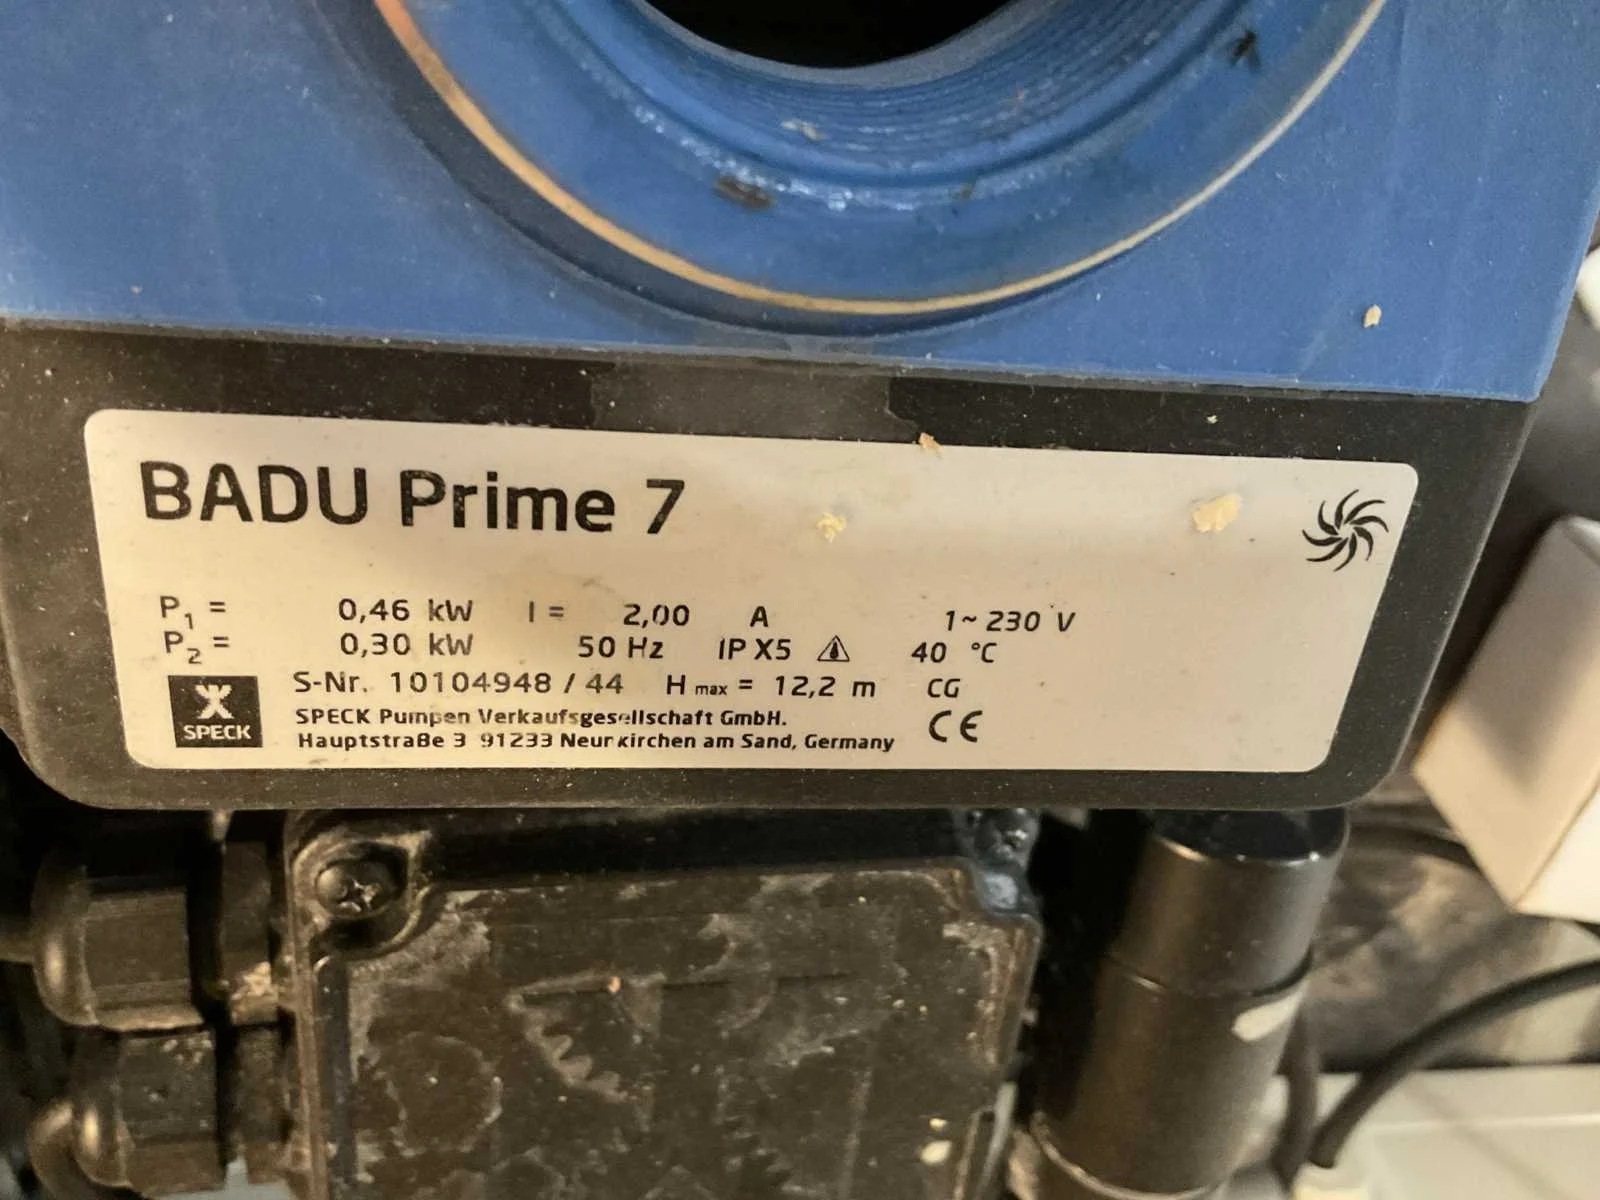 BADU Prime 7
P1 = 0,46 kW I = 2,00 A 1~ 230 V
P2 = 0,30 kW 50 Hz IP X5 40 °C
S-Nr. 10104948 / 44 H max = 12,2 m CG
SPECK Pumpen Verkaufsgesellschaft GmbH.
Hauptstraße 3 91233 Neunkirchen am Sand, Germany
SPECK
CE